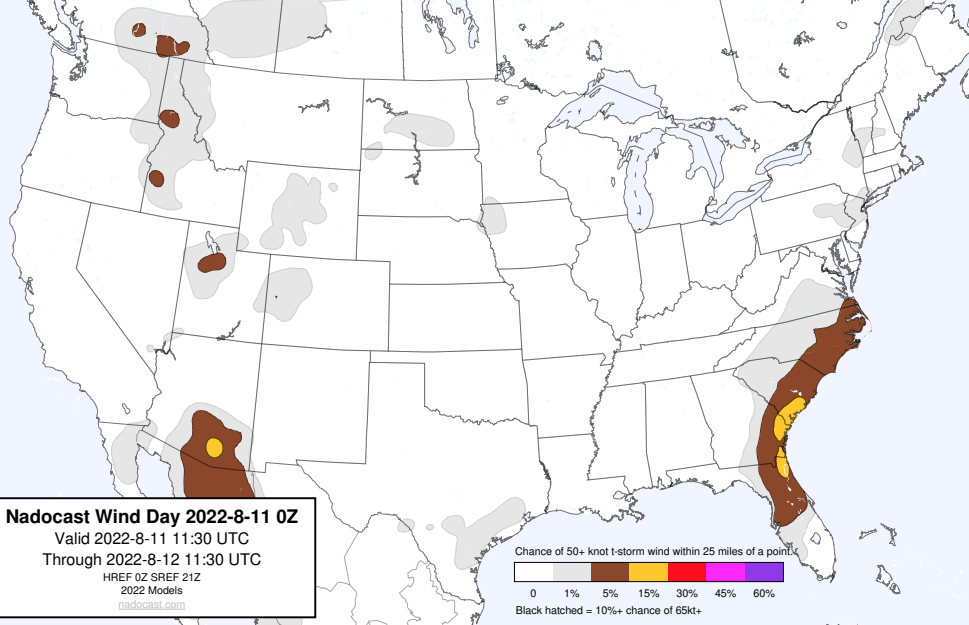 Nadocast Wind Day 2022-8-11 0Z
Valid 2022-8-11 11:30 UTC
Through 2022-8-12 11:30 UTC
HREF 0Z SREF 21Z
2022 Models
nadocast.com
Chance of 50+ knot t-storm wind within 25 miles of a point.
0 1% 5% 15% 30% 45% 60%
Black hatched = 10%+ chance of 65kt+